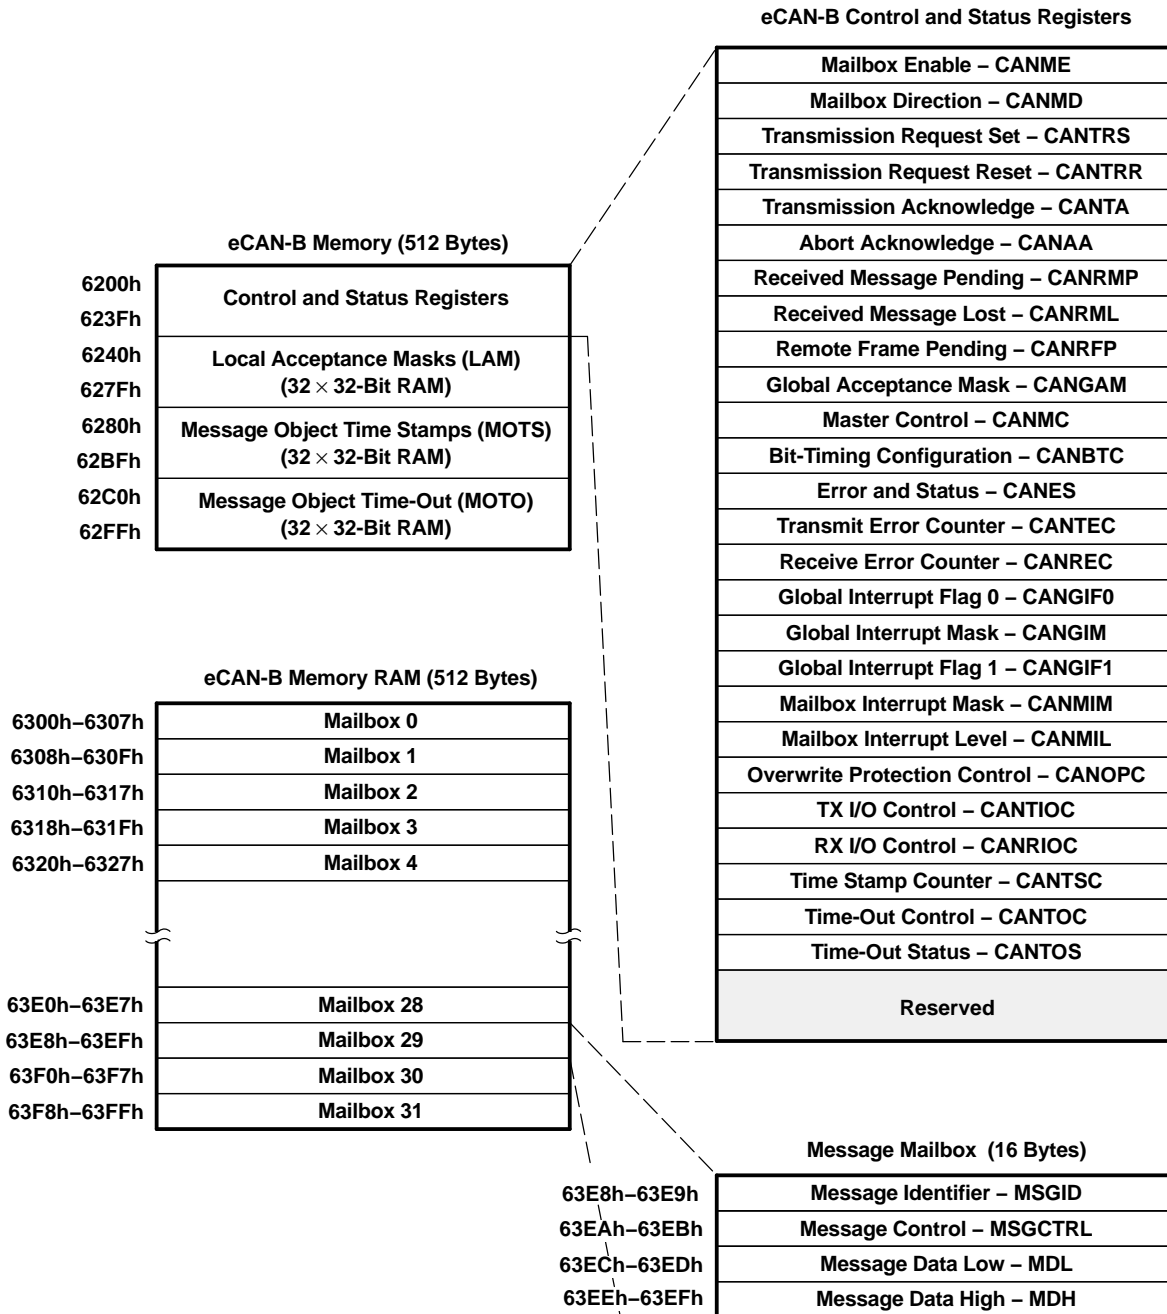 eCAN-B Control and Status Registers
Mailbox Enable – CANME
Mailbox Direction – CANMD
Transmission Request Set – CANTRS
Transmission Request Reset – CANTRR
Transmission Acknowledge – CANTA
Abort Acknowledge – CANAA
Received Message Pending – CANRMP
Received Message Lost – CANRML
Remote Frame Pending – CANRFP
Global Acceptance Mask – CANGAM
Master Control – CANMC
Bit-Timing Configuration – CANBTC
Error and Status – CANES
Transmit Error Counter – CANTEC
Receive Error Counter – CANREC
Global Interrupt Flag 0 – CANGIF0
Global Interrupt Mask – CANGIM
Global Interrupt Flag 1 – CANGIF1
Mailbox Interrupt Mask – CANMIM
Mailbox Interrupt Level – CANMIL
Overwrite Protection Control – CANOPC
TX I/O Control – CANTIOC
RX I/O Control – CANRIOC
Time Stamp Counter – CANTSC
Time-Out Control – CANTOC
Time-Out Status – CANTOS
Reserved
eCAN-B Memory (512 Bytes)
6200h
Control and Status Registers
623Fh
6240h
Local Acceptance Masks (LAM)
(32 × 32-Bit RAM)
627Fh
6280h
Message Object Time Stamps (MOTS)
(32 × 32-Bit RAM)
62BFh
62C0h
Message Object Time-Out (MOTO)
(32 × 32-Bit RAM)
62FFh
eCAN-B Memory RAM (512 Bytes)
6300h–6307h Mailbox 0
6308h–630Fh Mailbox 1
6310h–6317h Mailbox 2
6318h–631Fh Mailbox 3
6320h–6327h Mailbox 4
63E0h–63E7h Mailbox 28
63E8h–63EFh Mailbox 29
63F0h–63F7h Mailbox 30
63F8h–63FFh Mailbox 31
Message Mailbox (16 Bytes)
63E8h–63E9h Message Identifier – MSGID
63EAh–63EBh Message Control – MSGCTRL
63ECh–63EDh Message Data Low – MDL
63EEh–63EFh Message Data High – MDH